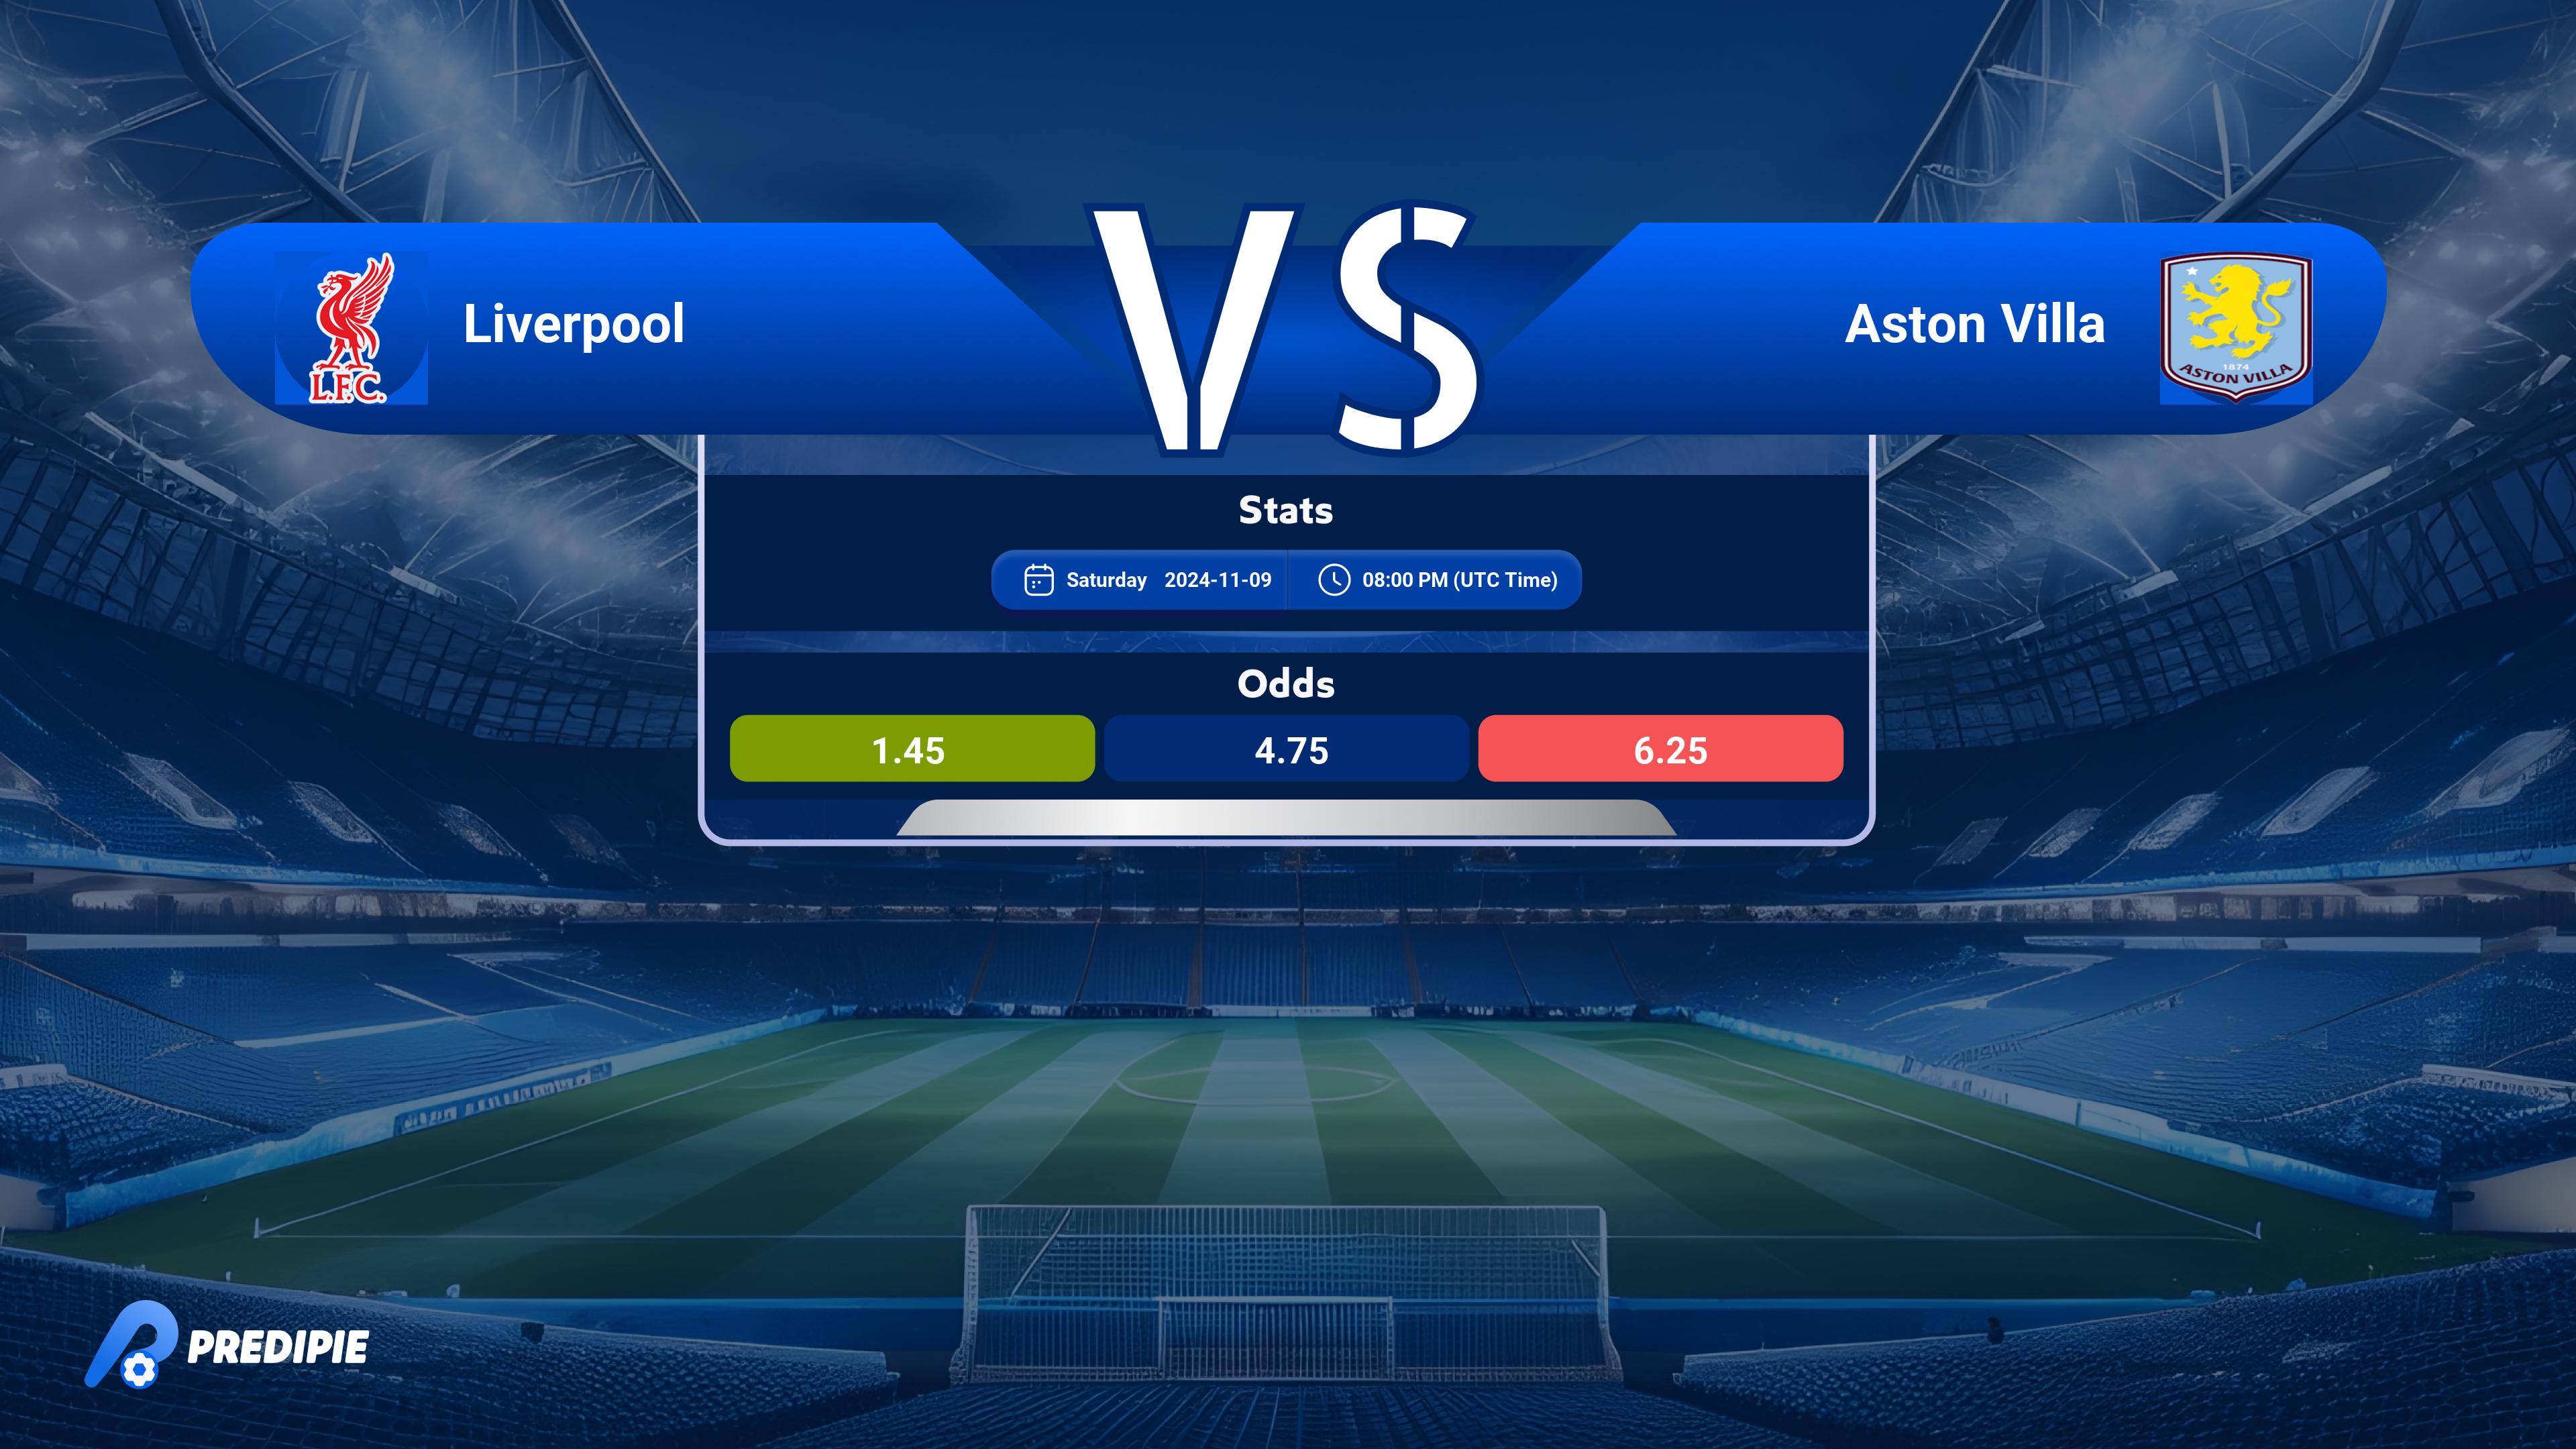 VS
Liverpool
Aston Villa
L.F.C.
1874
ASTON VILLA
Stats
Saturday 2024-11-09 08:00 PM (UTC Time)
Odds
1.45 4.75 6.25
PREDIPIE